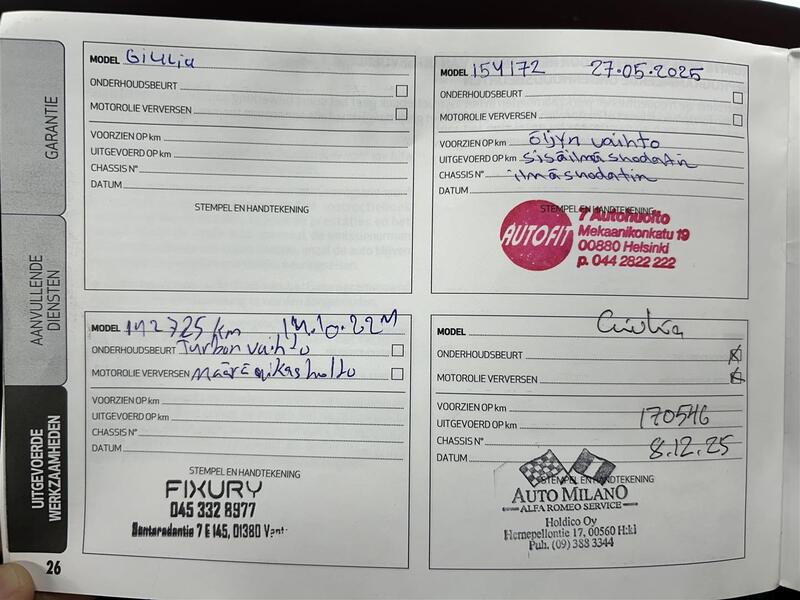 GARANTIE
AANVULLENDE
DIENSTEN
UITGEVOERDE
WERKZAAMHEDEN
MODEL Giulia
ONDERHOUDSBEURT
MOTOROLIE VERVERSEN
VOORZIEN OP km
UITGEVOERD OP km
CHASSIS N°
DATUM
STEMPEL EN HANDTEKENING
MODEL 154172 27.05.2025
ONDERHOUDSBEURT
MOTOROLIE VERVERSEN
VOORZIEN OP km öljyn vaihto
UITGEVOERD OP km sisäilmäsuodatin
CHASSIS N° ilmäsuodatin
DATUM
STEMPEL EN HANDTEKENING
AUTOFIT
7 Autohuolto
Mekaanikonkatu 19
00880 Helsinki
p. 044 2822 222
MODEL 142725 km 14.10.22
ONDERHOUDSBEURT Turbon vaihto
MOTOROLIE VERVERSEN Määräaikashuolto
VOORZIEN OP km
UITGEVOERD OP km
CHASSIS N°
DATUM
STEMPEL EN HANDTEKENING
FIXURY
045 332 8977
7 E 145, 01380
MODEL Giulia
ONDERHOUDSBEURT X
MOTOROLIE VERVERSEN X
VOORZIEN OP km
UITGEVOERD OP km 170546
CHASSIS N°
DATUM 8.12.25
STEMPEL EN HANDTEKENING
AUTO MILANO
ALFA ROMEO SERVICE
Holdico Oy
Hernepellontie 17, 00560 H:ki
Puh. (09) 388 3344
26